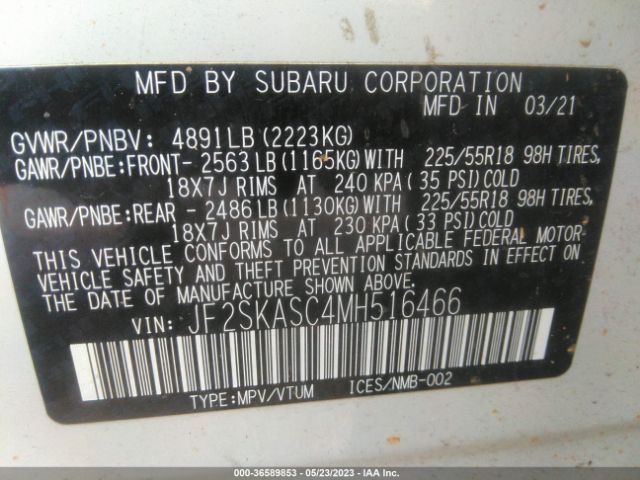 MFD BY SUBARU CORPORATION
MFD IN 03/21
GVWR/PNBV: 4891LB (2223KG)
GAWR/PNBE:FRONT- 2563 LB (1165KG) WITH 225/55R18 98H TIRES,
18X7J RIMS AT 240 KPA ( 35 PSI) COLD
GAWR/PNBE:REAR - 2486 LB (1130KG) WITH 225/55R18 98H TIRES,
18X7J RIMS AT 230 KPA ( 33 PSI) COLD
THIS VEHICLE CONFORMS TO ALL APPLICABLE FEDERAL MOTOR-
VEHICLE SAFETY AND THEFT PREVENTION STANDARDS IN EFFECT ON
THE DATE OF MANUFACTURE SHOWN ABOVE.
VIN: JF2SKASC4MH516466
TYPE:MPV/VTUM ICES/NMB-002
000-36589853 - 05/23/2023 - IAA Inc.